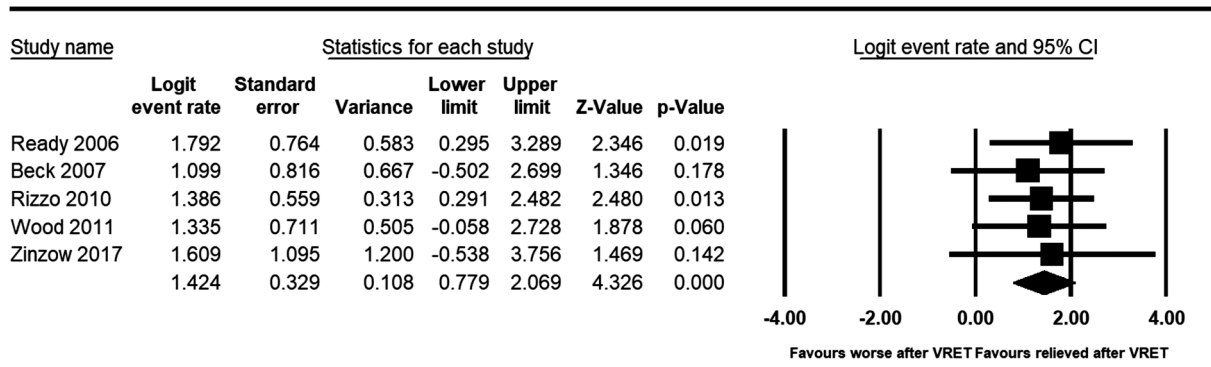 Study name Statistics for each study Logit event rate and 95% CI
Logit Standard Lower Upper
event rate error Variance limit limit Z-Value p-Value
Ready 2006 1.792 0.764 0.583 0.295 3.289 2.346 0.019
Beck 2007 1.099 0.816 0.667 -0.502 2.699 1.346 0.178
Rizzo 2010 1.386 0.559 0.313 0.291 2.482 2.480 0.013
Wood 2011 1.335 0.711 0.505 -0.058 2.728 1.878 0.060
Zinzow 2017 1.609 1.095 1.200 -0.538 3.756 1.469 0.142
1.424 0.329 0.108 0.779 2.069 4.326 0.000
-4.00 -2.00 0.00 2.00 4.00
Favours worse after VRET Favours relieved after VRET